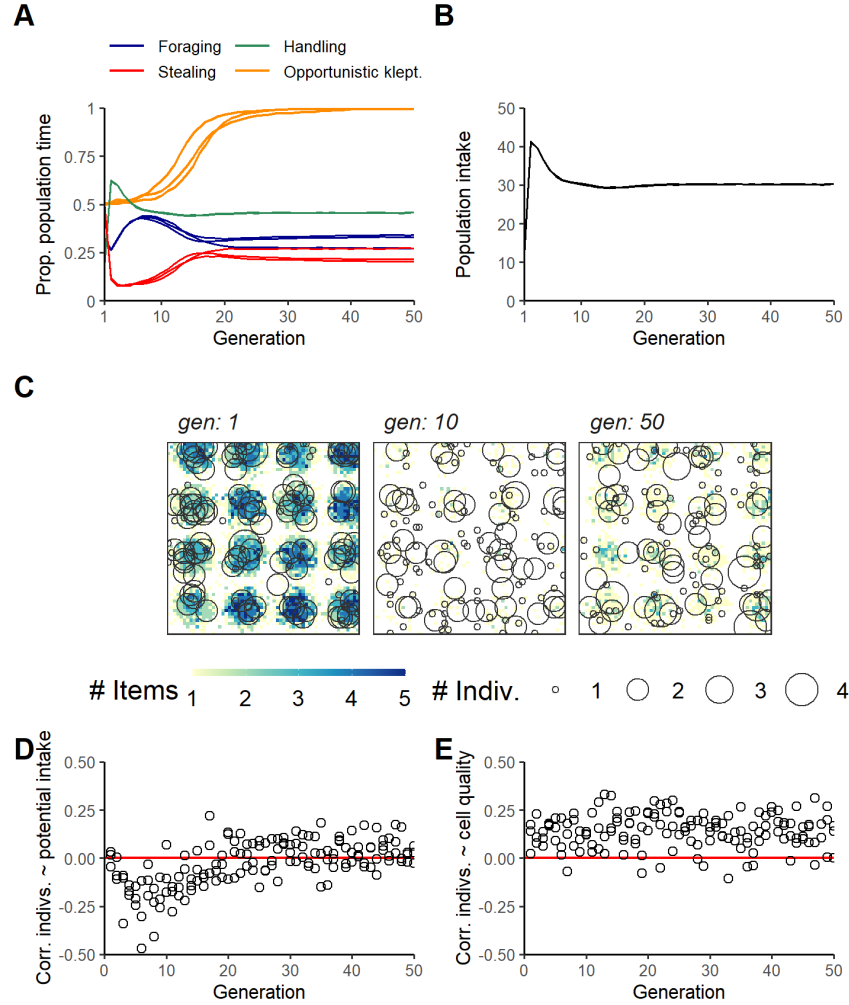 A
Foraging
Handling
Stealing
Opportunistic klept.
Prop. population time
1
0.75
0.5
0.25
0
1 10 20 30 40 50
Generation
B
Population intake
50
40
30
20
10
0
1 10 20 30 40 50
Generation
C
gen: 1
gen: 10
gen: 50
# Items
1 2 3 4 5
# Indiv.
1 2 3 4
D
Corr. indivs. ~ potential intake
0.50
0.25
0.00
-0.25
-0.50
0 10 20 30 40 50
Generation
E
Corr. indivs. ~ cell quality
0.50
0.25
0.00
-0.25
-0.50
0 10 20 30 40 50
Generation